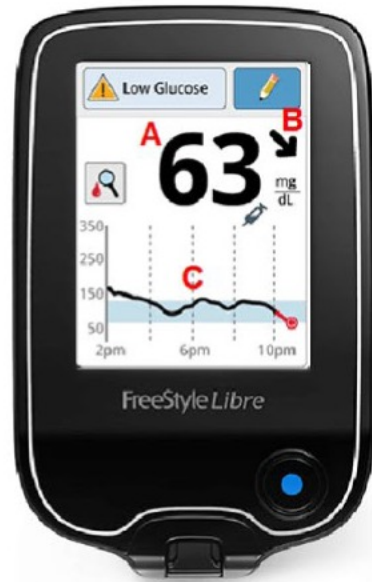 Low Glucose
B
A
63
mg
dL
350
250
150
50
C
2pm
6pm
10pm
FreeStyle Libre